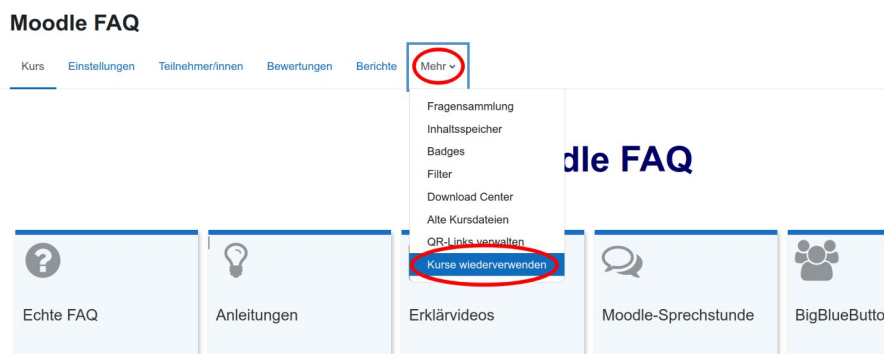 Moodle FAQ
Kurs Einstellungen Teilnehmer/innen Bewertungen Berichte Mehr
Fragensammlung
Inhaltsspeicher
Badges
Filter
Download Center
Alte Kursdateien
QR-Links verwalten
Kurse wiederverwenden
dle FAQ
Echte FAQ
Anleitungen
Erklärvideos
Moodle-Sprechstunde
BigBlueButto